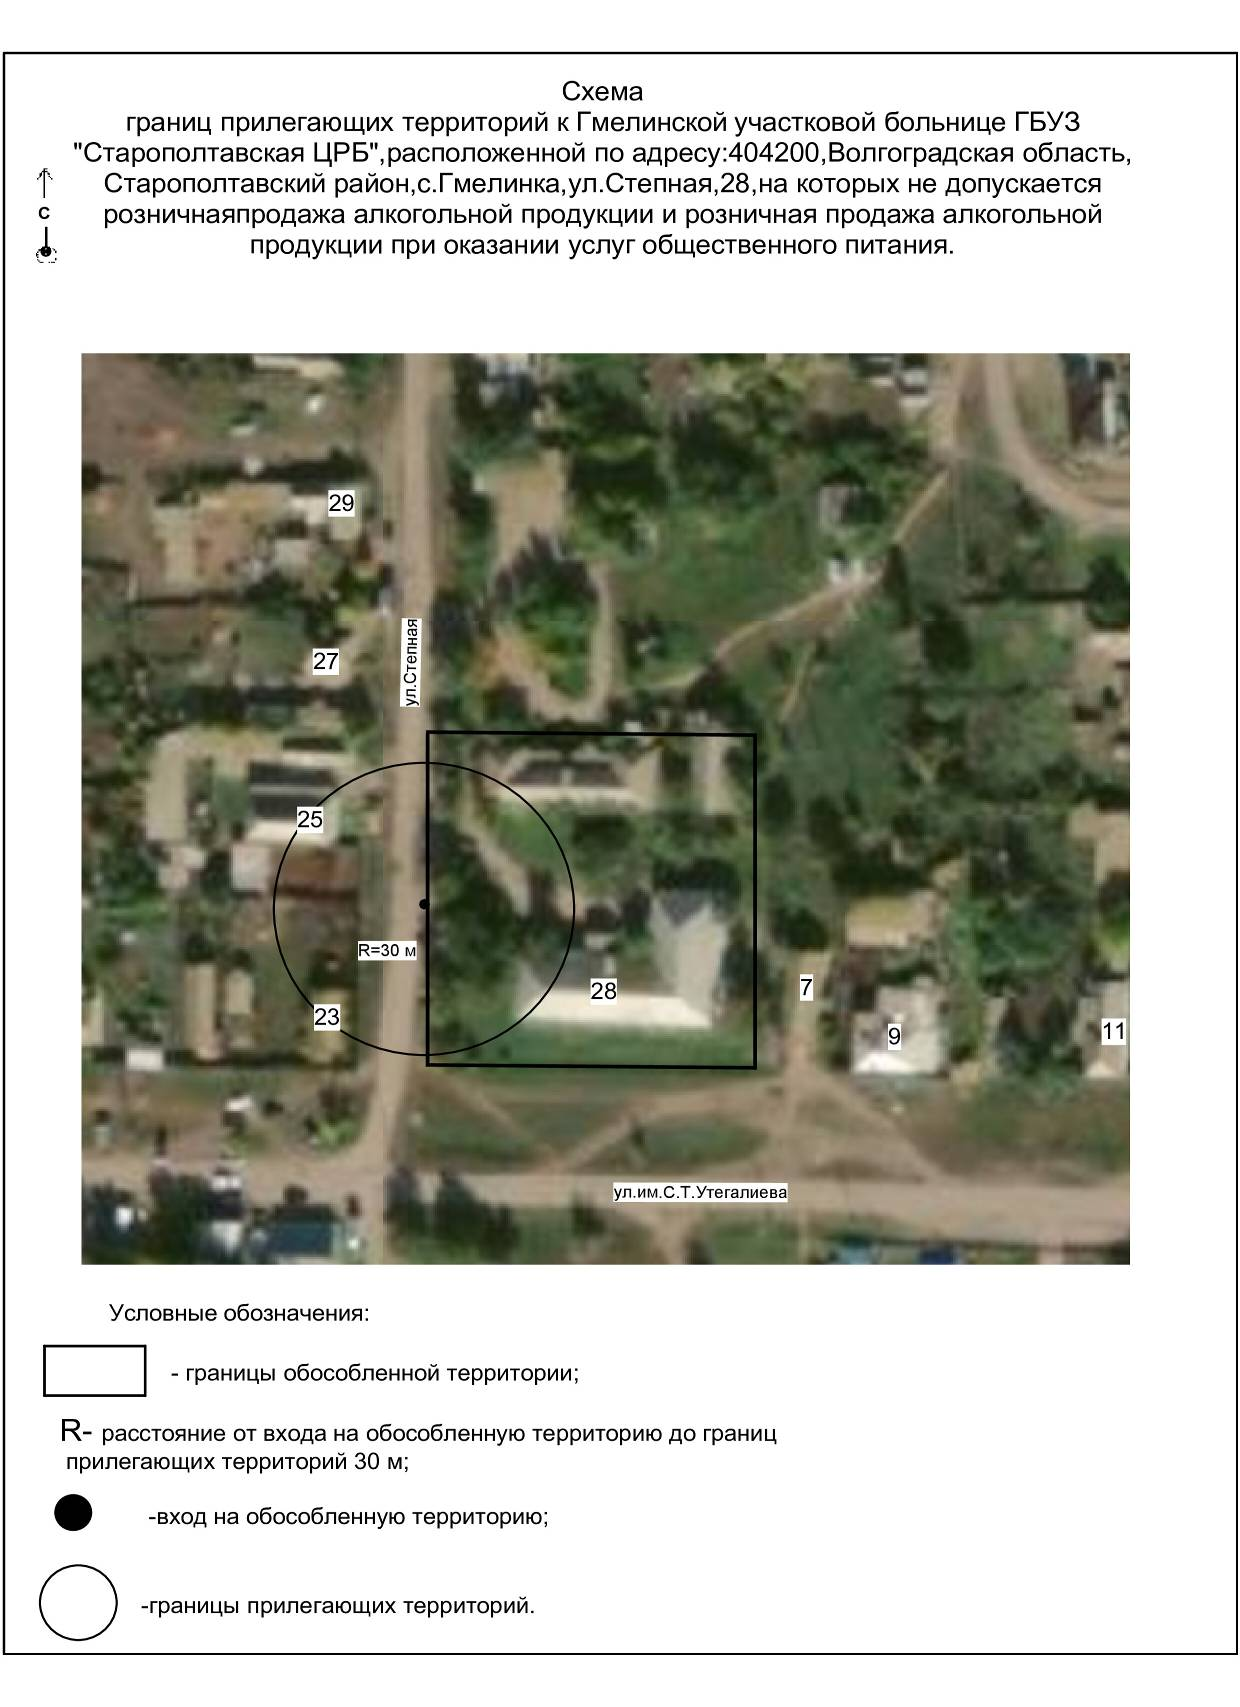 Схема
границ прилегающих территорий к Гмелинской участковой больнице ГБУЗ
"Старополтавская ЦРБ",расположенной по адресу:404200,Волгоградская область,
Старополтавский район,с.Гмелинка,ул.Степная,28,на которых не допускается
розничнаяпродажа алкогольной продукции и розничная продажа алкогольной
продукции при оказании услуг общественного питания.
с
29
27
ул.Степная
25
R=30 м
28
7
23
9
11
ул.им.С.Т.Утегалиева
Условные обозначения:
- границы обособленной территории;
R- расстояние от входа на обособленную территорию до границ
прилегающих территорий 30 м;
-вход на обособленную территорию;
-границы прилегающих территорий.